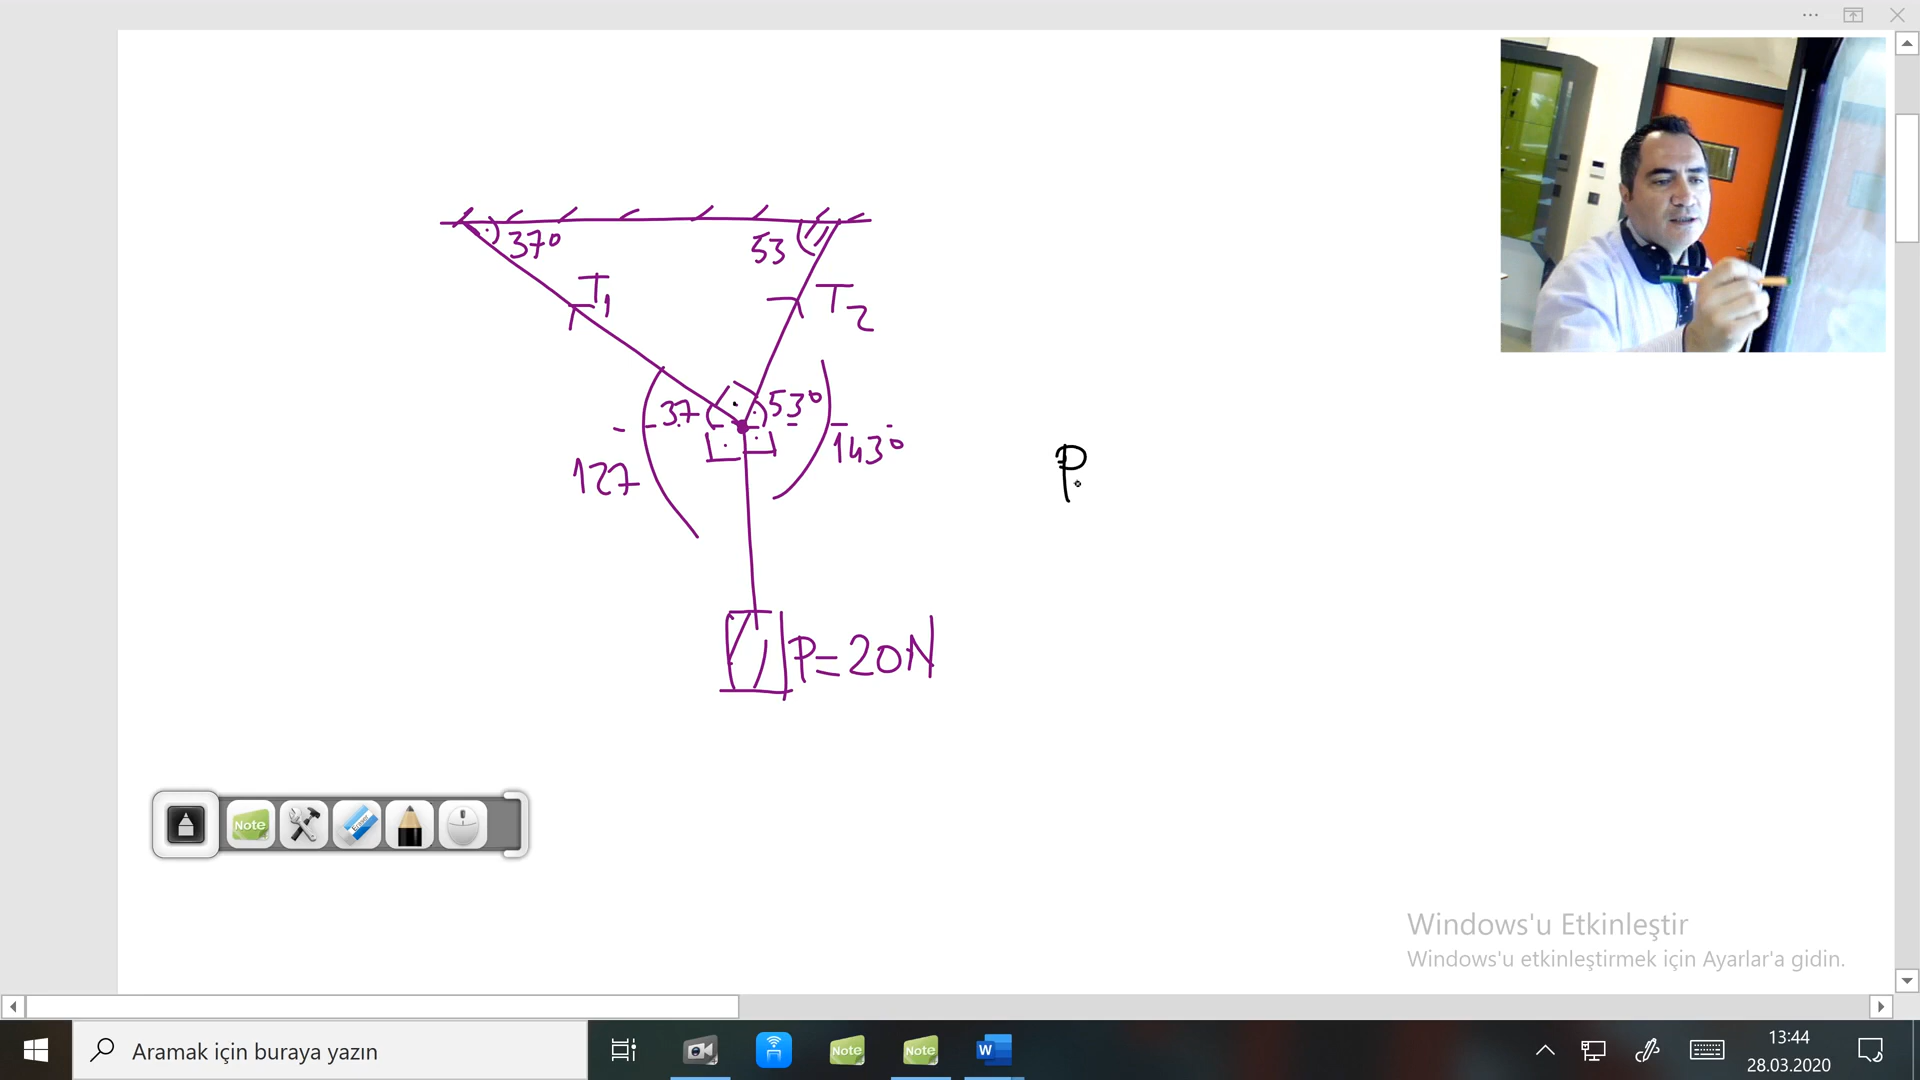 37°
53
T1
T2
37
53°
127
143°
P
P=20N
Note
Eraser
Windows'u Etkinleştir
Windows'u etkinleştirmek için Ayarlar'a gidin.
Aramak için buraya yazın
Note
Note
W
13:44
28.03.2020